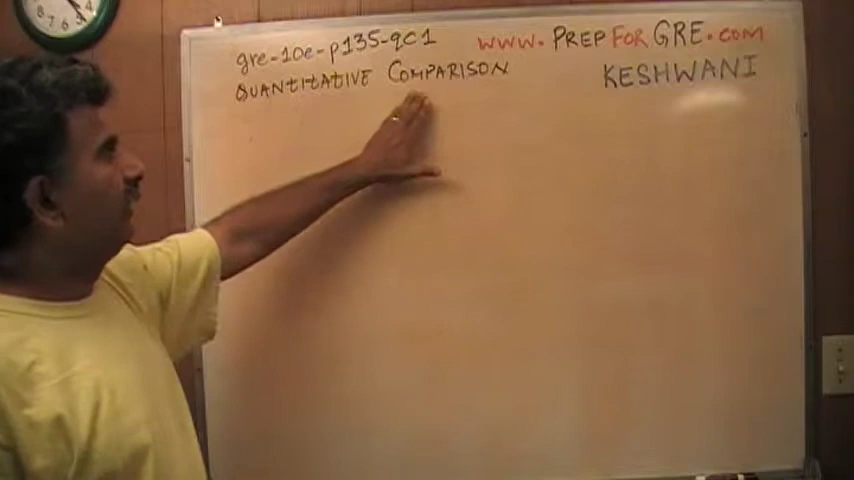 gre-10e-p135-qc1
www.PREPFORGRE.com
QUANTITATIVE COMPARISON
KESHWANI